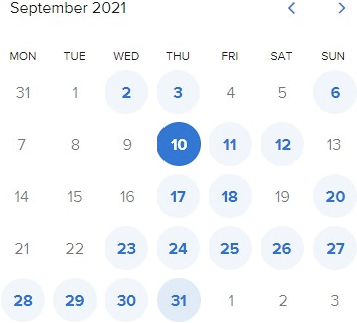 September 2021
MON TUE WED THU FRI SAT SUN
31 1 2 3 4 5 6
7 8 9 10 11 12 13
14 15 16 17 18 19 20
21 22 23 24 25 26 27
28 29 30 31 1 2 3